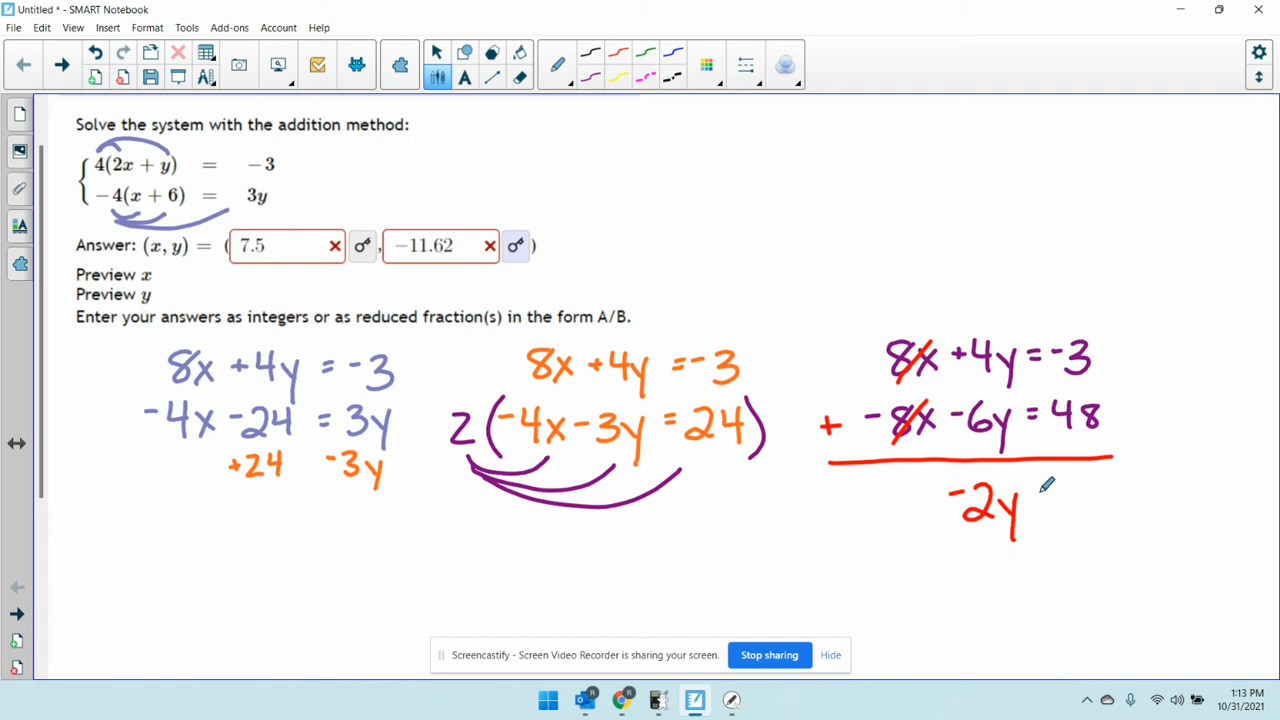 Untitled * - SMART Notebook
File Edit View Insert Format Tools Add-ons Account Help
Solve the system with the addition method:
4(2x + y) = −3
−4(x + 6) = 3y
Answer: (x, y) = ( 7.5 , −11.62 )
Preview x
Preview y
Enter your answers as integers or as reduced fraction(s) in the form A/B.
8x +4y = -3
-4x -24 = 3y
+24 -3y
8x +4y = -3
2(-4x -3y = 24)
8x +4y = -3
+ -8x -6y = 48
-2y
Screencastify - Screen Video Recorder is sharing your screen. Stop sharing Hide
1:13 PM
10/31/2021